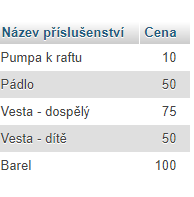 Název příslušenství Cena
Pumpa k raftu 10
Pádlo 50
Vesta - dospělý 75
Vesta - dítě 50
Barel 100